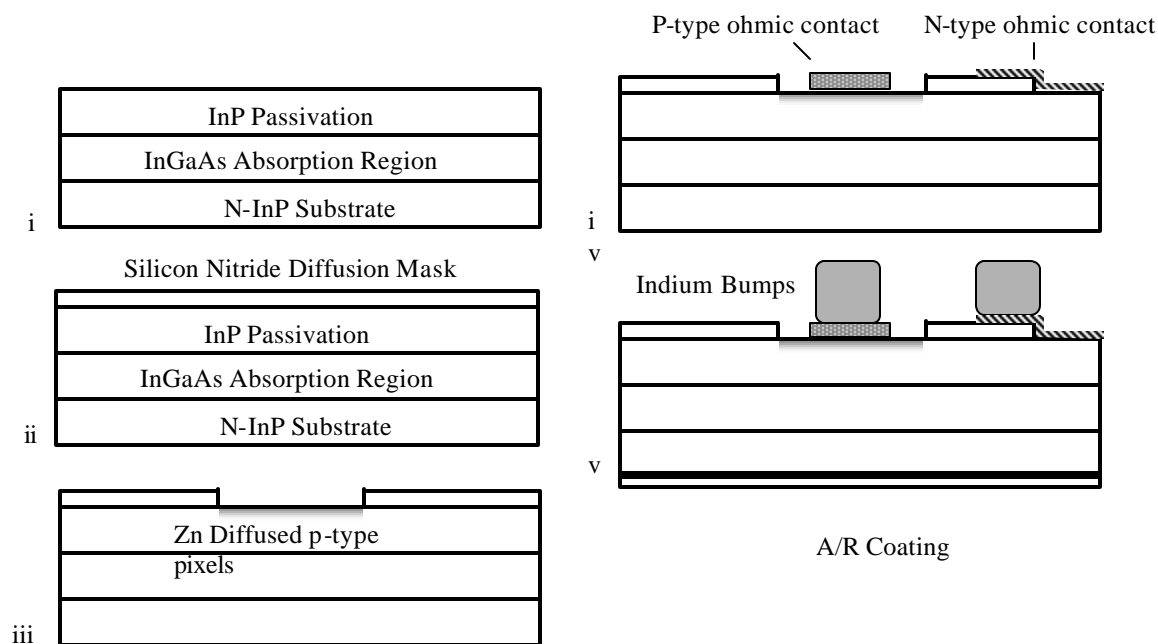 InP Passivation
InGaAs Absorption Region
N-InP Substrate
i
Silicon Nitride Diffusion Mask
InP Passivation
InGaAs Absorption Region
N-InP Substrate
ii
Zn Diffused p-type
pixels
iii
P-type ohmic contact
N-type ohmic contact
i
v
Indium Bumps
v
A/R Coating